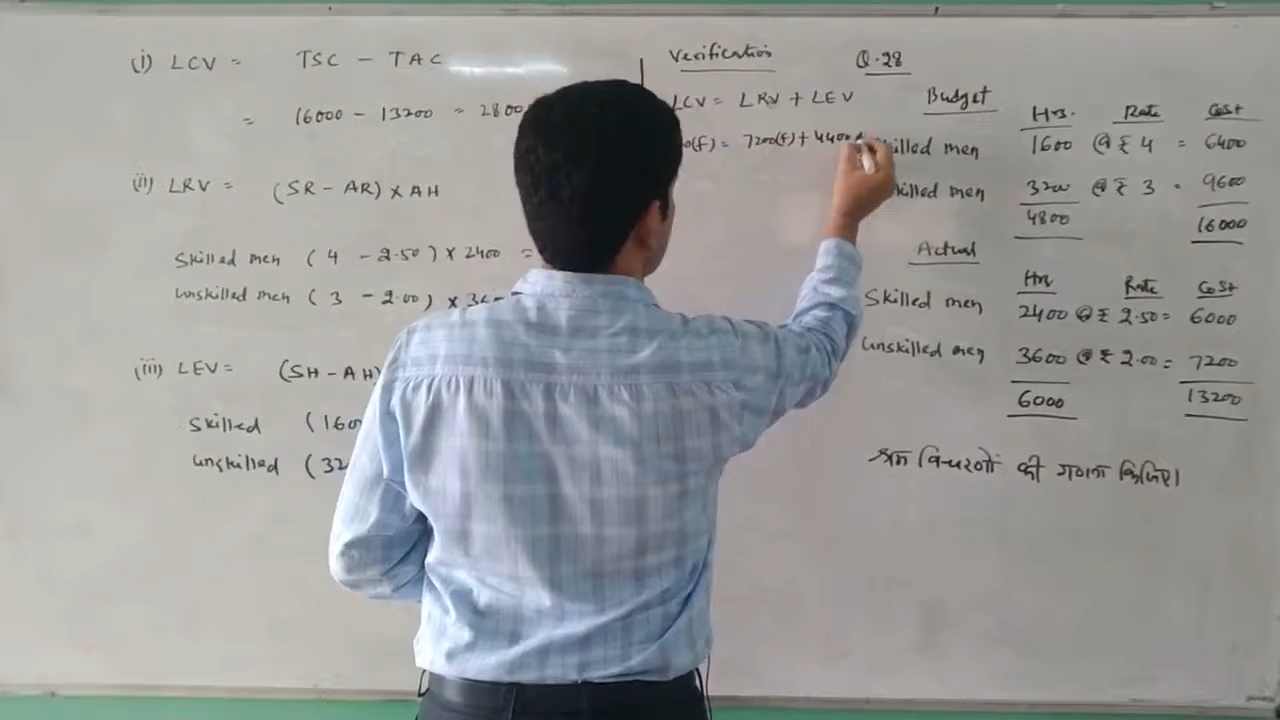 (i) LCV = TSC - TAC
= 16000 - 13200 = 2800
(ii) LRV = (SR - AR) × AH
Skilled men ( 4 - 2.50 ) × 2400 =
Unskilled men ( 3 - 2.00 ) × 360
(iii) LEV = (SH - AH)
Skilled (160
Unskilled (32
Verification
LCV = LRV + LEV
0(F) = 7200(F) + 4400
Q.28
Budget Hrs. Rate Cost
Skilled men 1600 @ ₹ 4 = 6400
killed men 3200 @ ₹ 3 = 9600
4800 16000
Actual
Hrs Rate Cost
Skilled men 2400 @ ₹ 2.50 = 6000
Unskilled men 3600 @ ₹ 2.00 = 7200
6000 13200
श्रम विचरणों की गणना किजिए।